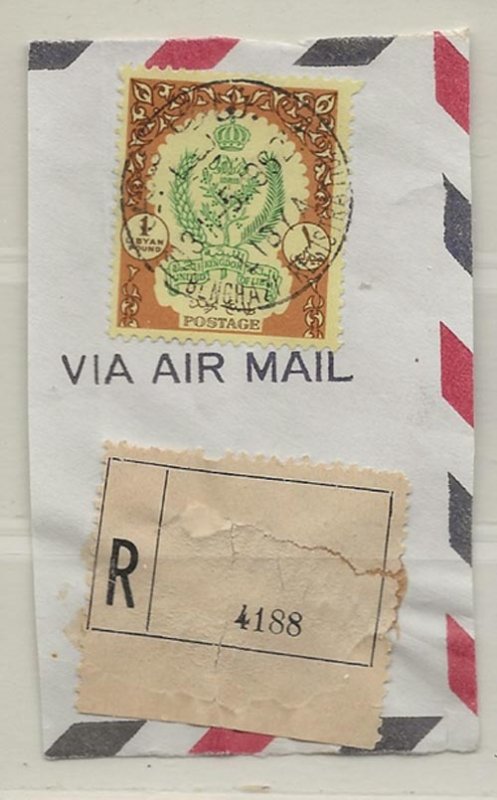 1
LIBYAN
POUND
UNITED KINGDOM OF LIBYA
BENGHAZI
POSTAGE
VIA AIR MAIL
R
4188